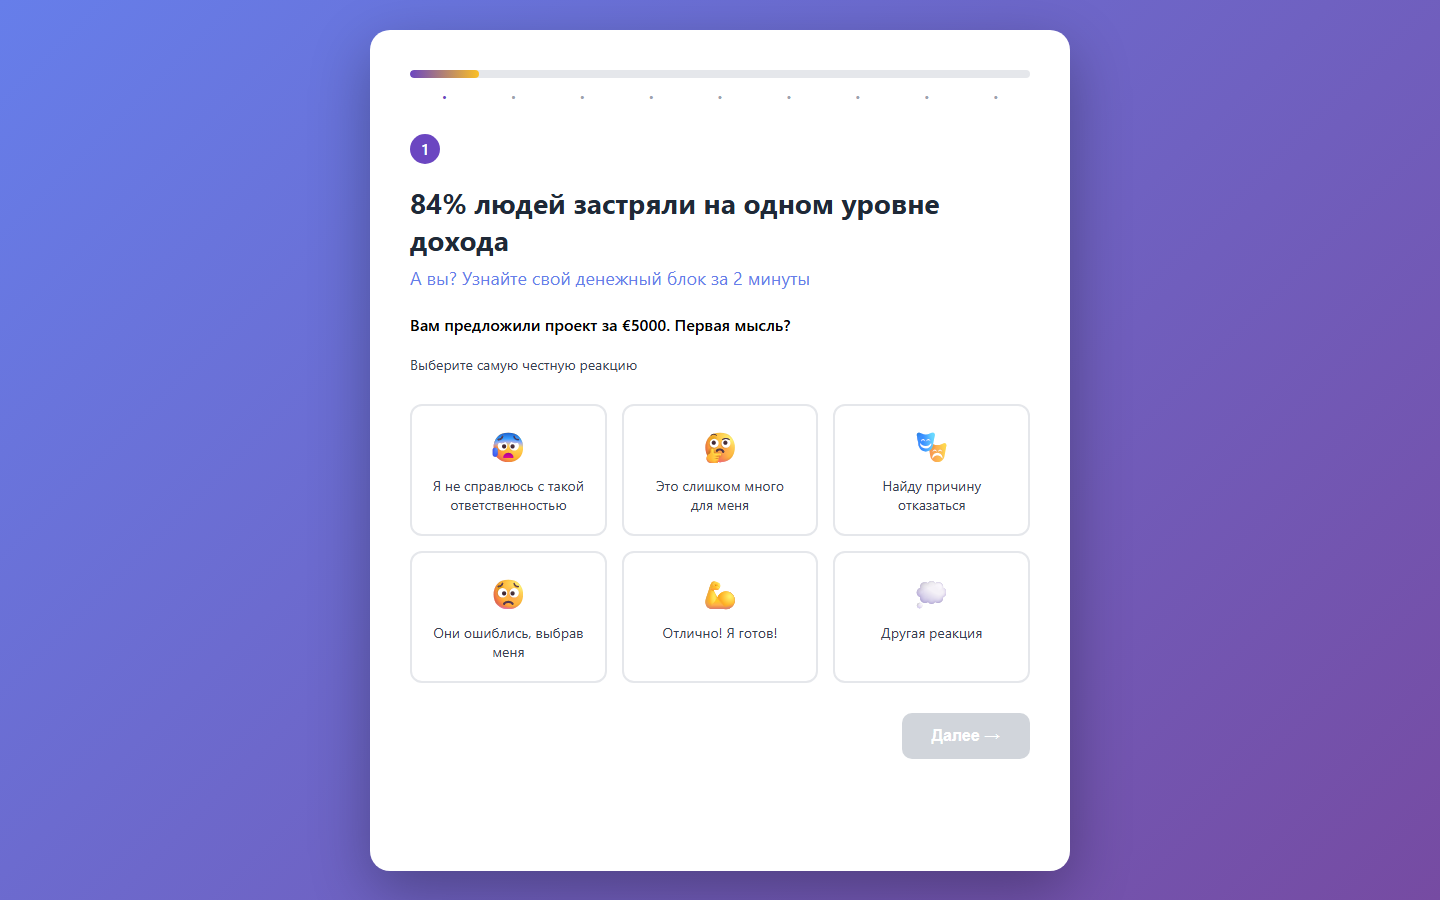 1
84% людей застряли на одном уровне
дохода
А вы? Узнайте свой денежный блок за 2 минуты
Вам предложили проект за €5000. Первая мысль?
Выберите самую честную реакцию
Я не справлюсь с такой
ответственностью
Это слишком много
для меня
Найду причину
отказаться
Они ошиблись, выбрав
меня
Отлично! Я готов!
Другая реакция
Далее →